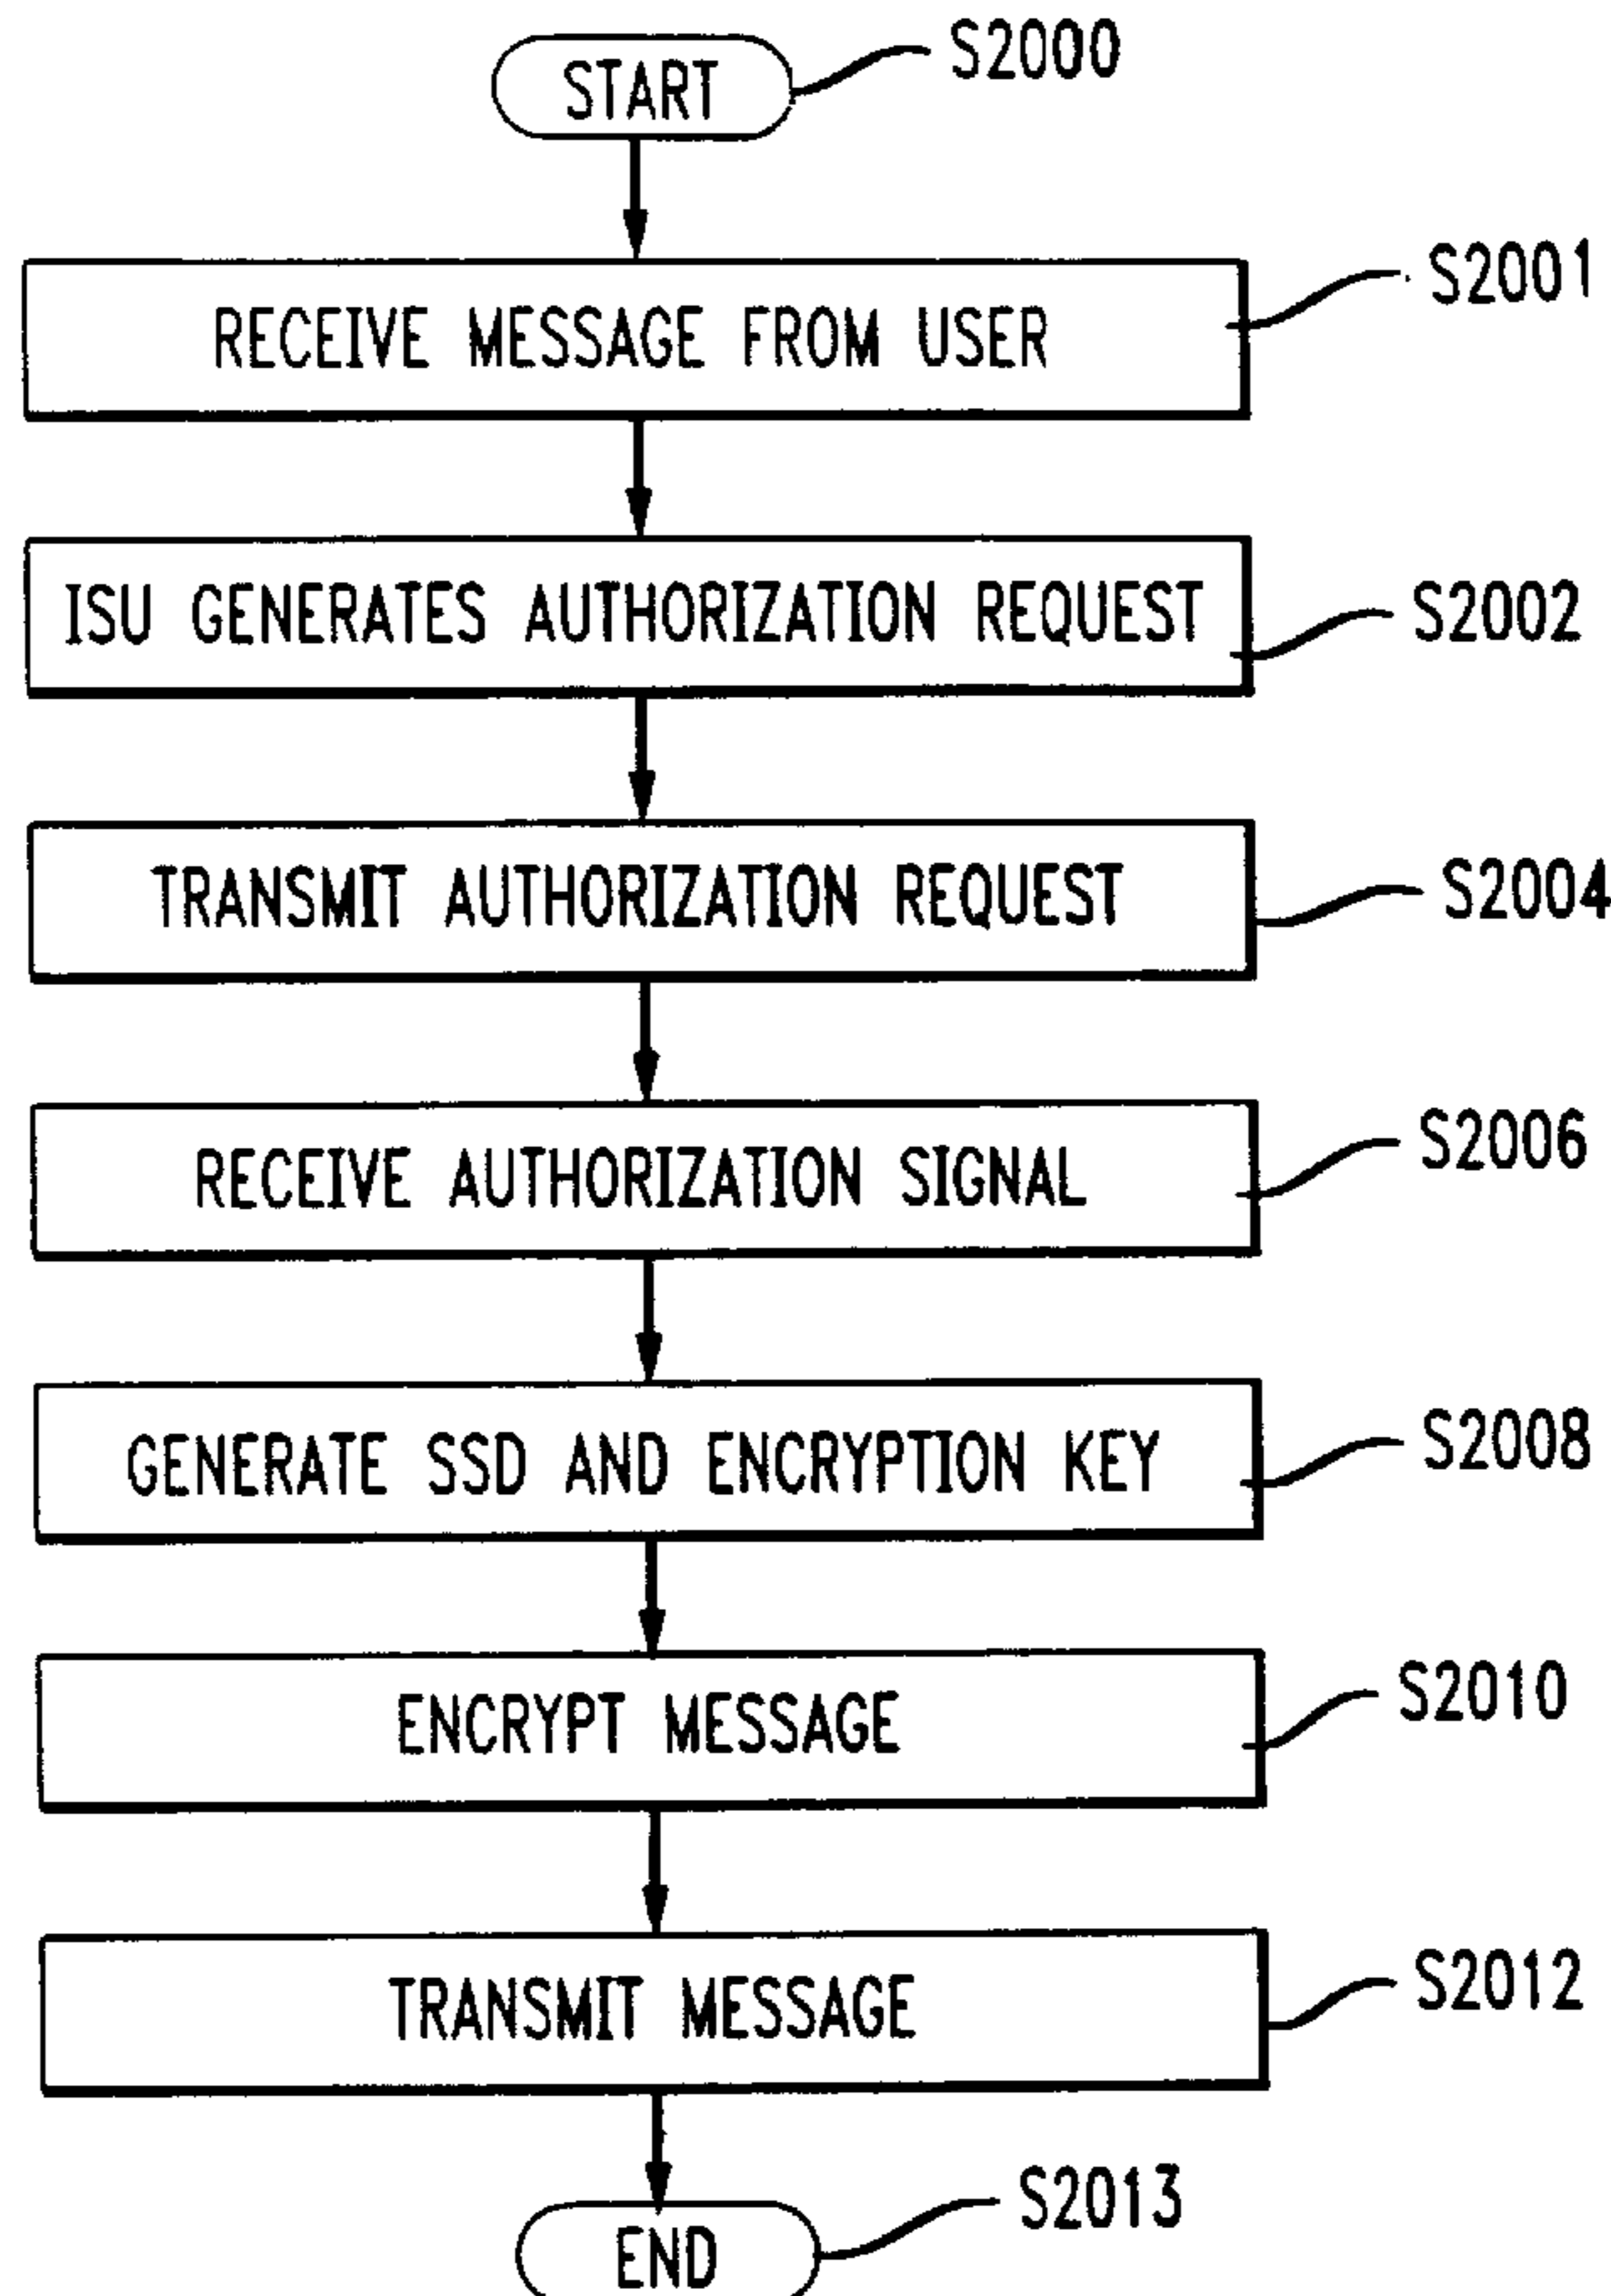 START
S2000
RECEIVE MESSAGE FROM USER
S2001
ISU GENERATES AUTHORIZATION REQUEST
S2002
TRANSMIT AUTHORIZATION REQUEST
S2004
RECEIVE AUTHORIZATION SIGNAL
S2006
GENERATE SSD AND ENCRYPTION KEY
S2008
ENCRYPT MESSAGE
S2010
TRANSMIT MESSAGE
S2012
END
S2013